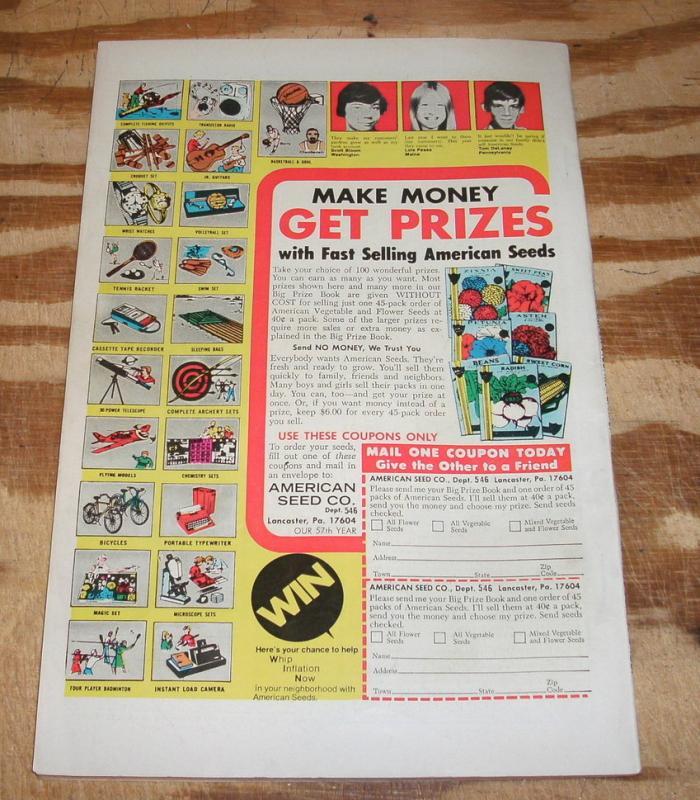 COMPLETE FISHING OUTFITS
TRANSISTOR RADIO
BASKETBALL & GOAL
CROQUET SET
JR. GUITARS
WRIST WATCHES
VOLLEYBALL SET
TENNIS RACKET
SWIM SET
CASSETTE TAPE RECORDER
SLEEPING BAGS
30 POWER TELESCOPE
COMPLETE ARCHERY SETS
FLYING MODELS
CHEMISTRY SETS
BICYCLES
PORTABLE TYPEWRITER
MAGIC SET
MICROSCOPE SETS
FOUR PLAYER BADMINTON
INSTANT LOAD CAMERA
Scott Bloom
Washington
Lois Pease
Maine
Tom DeLaney
Pennsylvania
MAKE MONEY
GET PRIZES
with Fast Selling American Seeds
Take your choice of 100 wonderful prizes.
You can earn as many as you want. Most
prizes shown here and many more in our
Big Prize Book are given WITHOUT
COST for selling just one 45-pack order of
American Vegetable and Flower Seeds at
40¢ a pack. Some of the larger prizes re-
quire more sales or extra money as ex-
plained in the Big Prize Book.
Send NO MONEY, We Trust You
Everybody wants American Seeds. They're
fresh and ready to grow. You'll sell them
quickly to family, friends and neighbors.
Many boys and girls sell their packs in one
day. You can, too—and get your prize at
once. Or, if you want money instead of a
prize, keep $6.00 for every 45-pack order
you sell.
ZINNIA
SWEET PEAS
PETUNIA
ASTER
BEANS
RADISH
SWEET CORN
USE THESE COUPONS ONLY
To order your seeds,
fill out one of these
coupons and mail in
an envelope to:
AMERICAN
SEED CO.
Dept. 546
Lancaster, Pa. 17604
OUR 57th YEAR
WIN
Here's your chance to help
Whip
Inflation
Now
in your neighborhood with
American Seeds.
MAIL ONE COUPON TODAY
Give the Other to a Friend
AMERICAN SEED CO., Dept. 546 Lancaster, Pa. 17604
Please send me your Big Prize Book and one order of 45
packs of American Seeds. I'll sell them at 40¢ a pack,
send you the money and choose my prize. Send seeds
checked.
All Flower Seeds
All Vegetable Seeds
Mixed Vegetable and Flower Seeds
Name
Address
Town State Zip Code
AMERICAN SEED CO., Dept. 546 Lancaster, Pa. 17604
Please send me your Big Prize Book and one order of 45
packs of American Seeds. I'll sell them at 40¢ a pack,
send you the money and choose my prize. Send seeds
checked.
All Flower Seeds
All Vegetable Seeds
Mixed Vegetable and Flower Seeds
Name
Address
Town State Zip Code